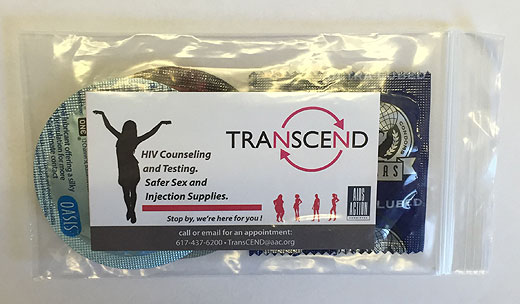 TRANSCEND
HIV Counseling
and Testing.
Safer Sex and
Injection Supplies.
Stop by, we're here for you!
AIDS
ACTION
COMMITTEE
call or email for an appointment:
617-437-6200 • TransCEND@aac.org
OASIS
one
LUBED